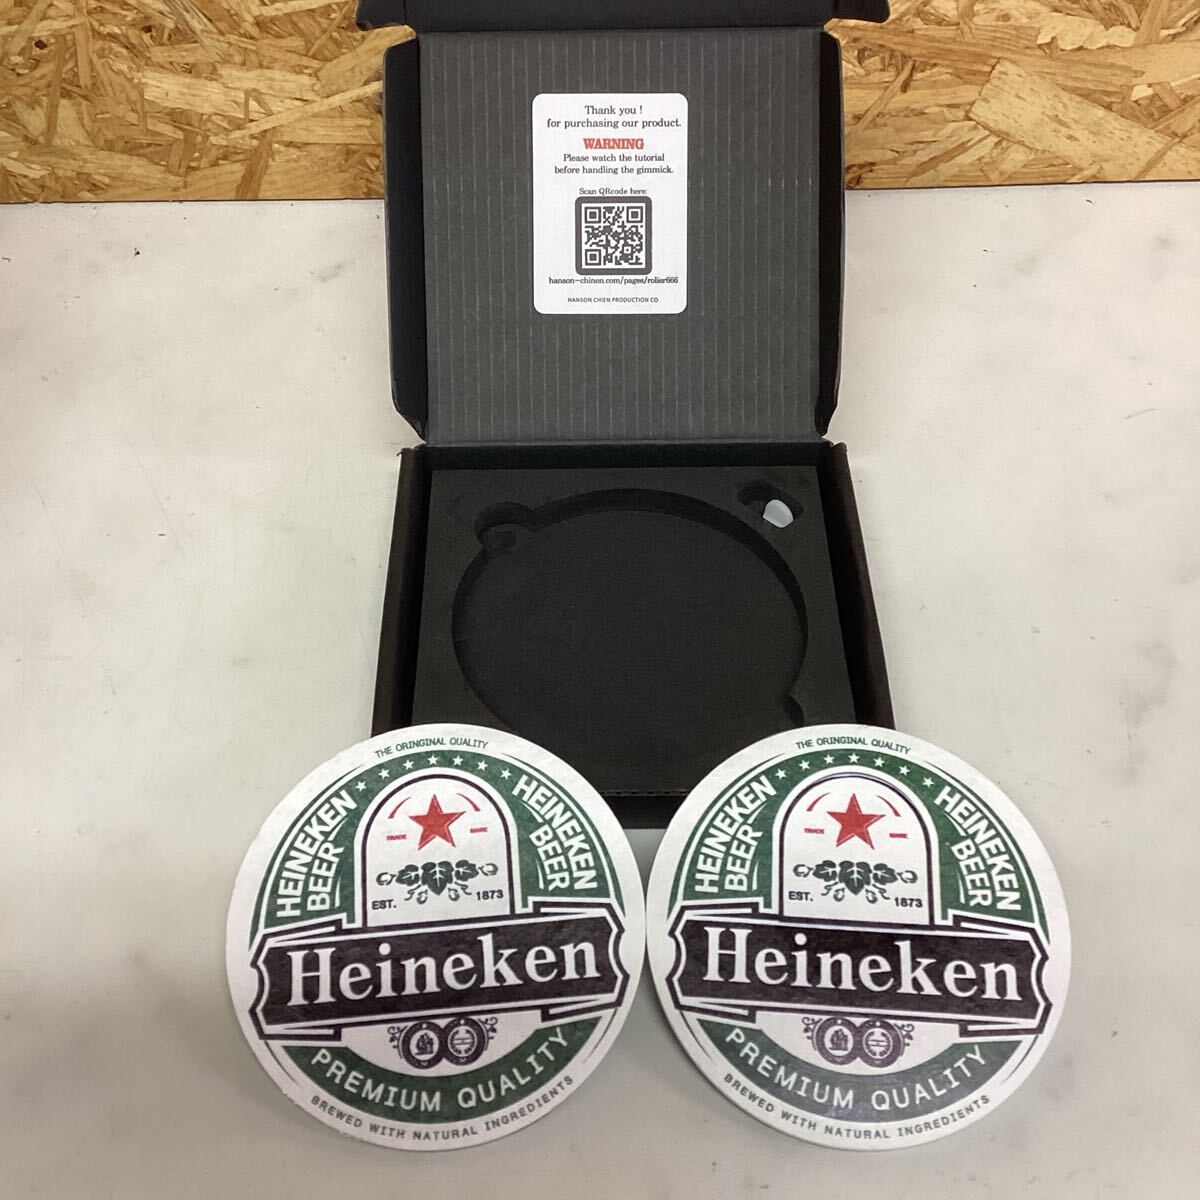 Thank you !
for purchasing our product.
WARNING
Please watch the tutorial
before handling the gimmick.
Scan QRcode here:
hanson-chinen.com/pages/rolier666
HANSON CHIEN PRODUCTION CO.
THE ORINGINAL QUALITY
HEINEKEN BEER
HEINEKEN BEER
TRADE MARK
EST. 1873
Heineken
PREMIUM QUALITY
BREWED WITH NATURAL INGREDIENTS
THE ORINGINAL QUALITY
HEINEKEN BEER
HEINEKEN BEER
TRADE MARK
EST. 1873
Heineken
PREMIUM QUALITY
BREWED WITH NATURAL INGREDIENTS